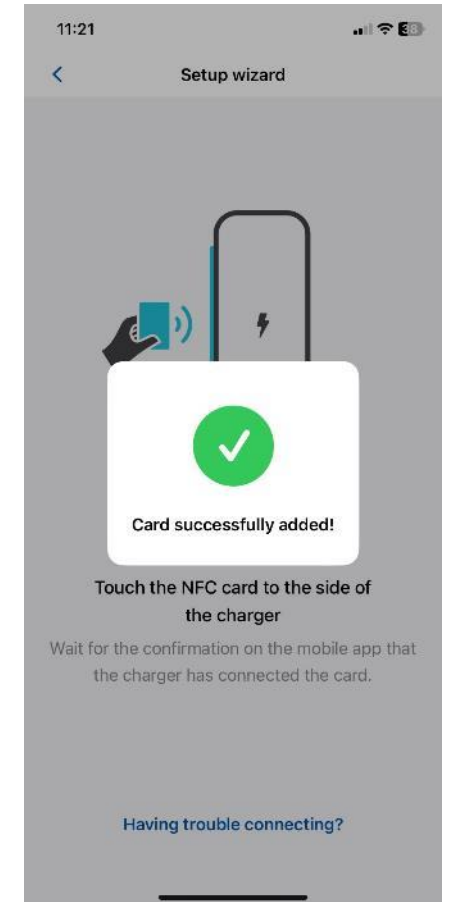 11:21
38
Setup wizard
Card successfully added!
Touch the NFC card to the side of
the charger
Wait for the confirmation on the mobile app that
the charger has connected the card.
Having trouble connecting?